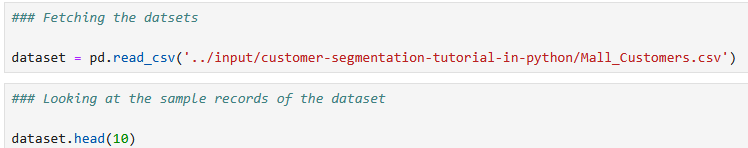 ### Fetching the datsets
dataset = pd.read_csv('../input/customer-segmentation-tutorial-in-python/Mall_Customers.csv')
### Looking at the sample records of the dataset
dataset.head(10)